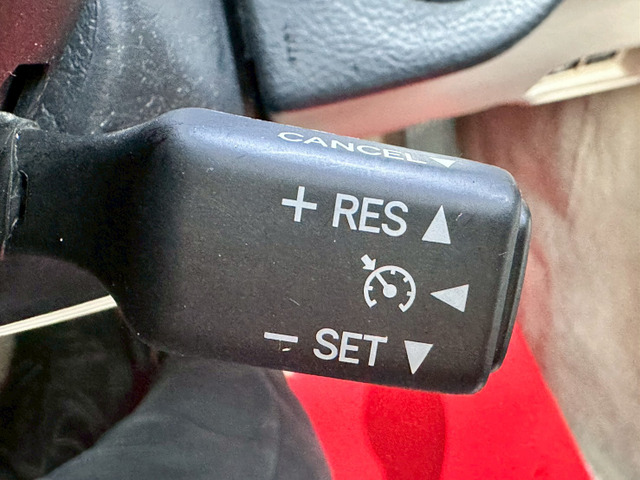 CANCEL ▼
+ RES ▲
◀
− SET ▼